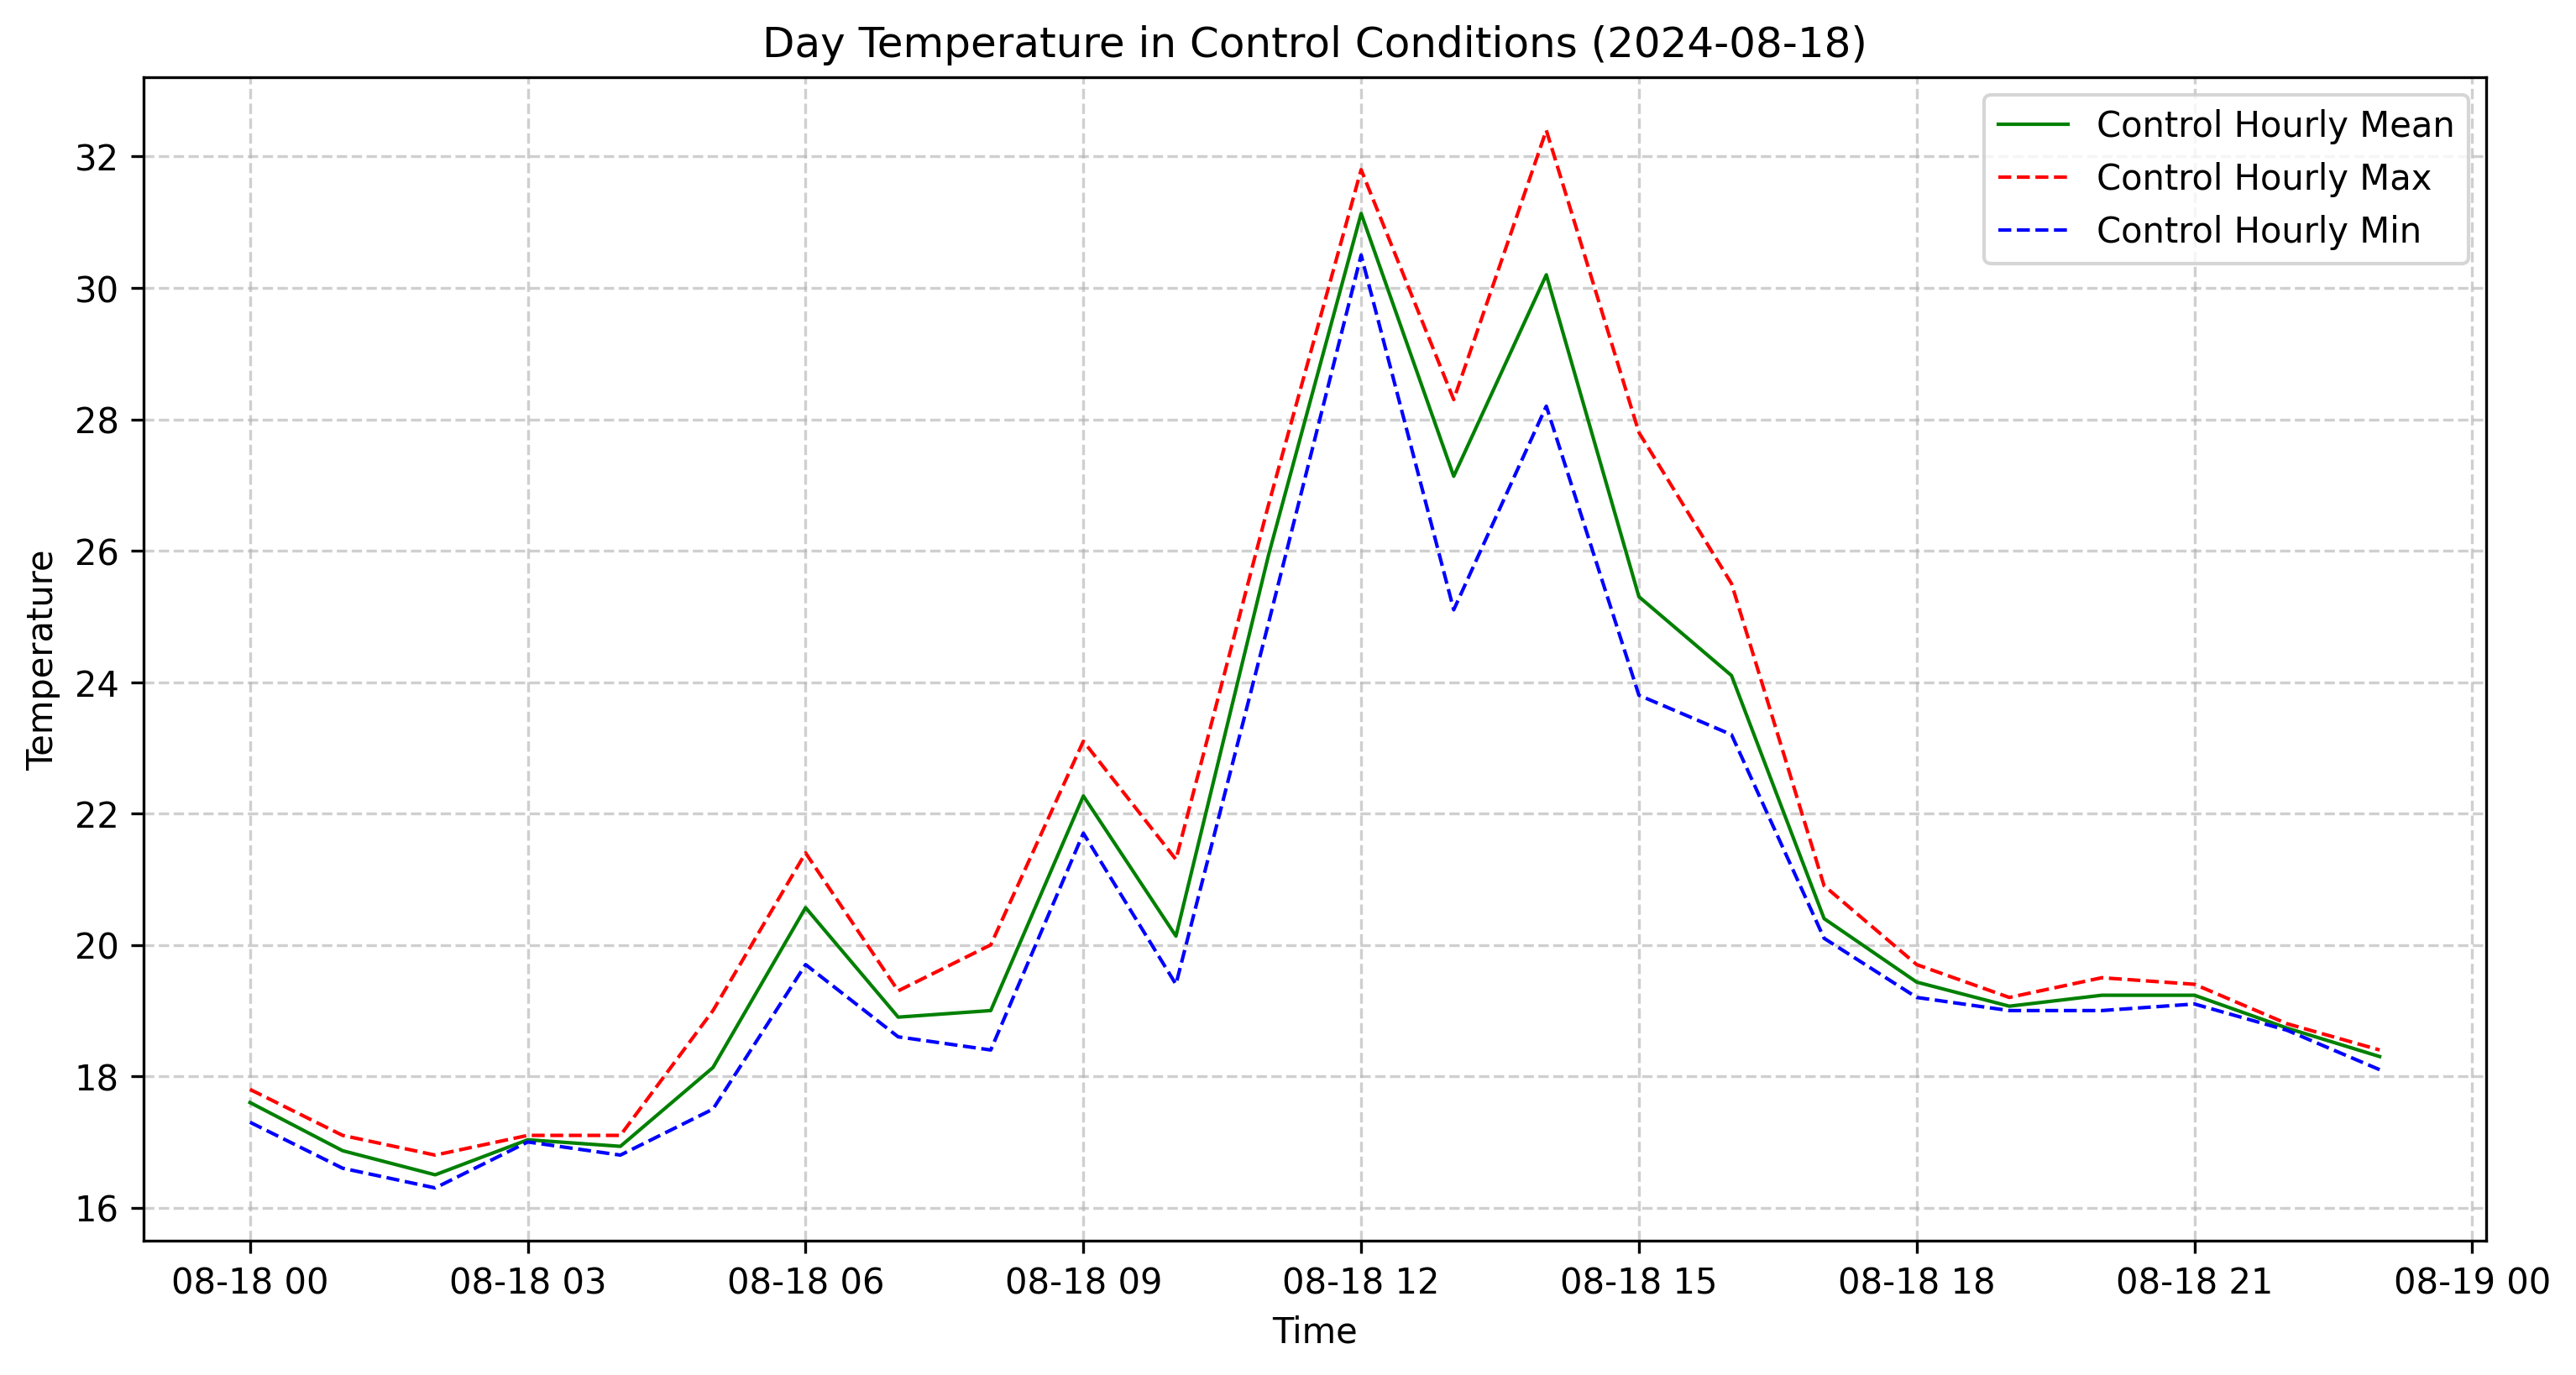 Day Temperature in Control Conditions (2024-08-18)
Control Hourly Mean
Control Hourly Max
Control Hourly Min
32
30
28
26
24
22
20
18
16
Temperature
08-18 00 08-18 03 08-18 06 08-18 09 08-18 12 08-18 15 08-18 18 08-18 21 08-19 00
Time